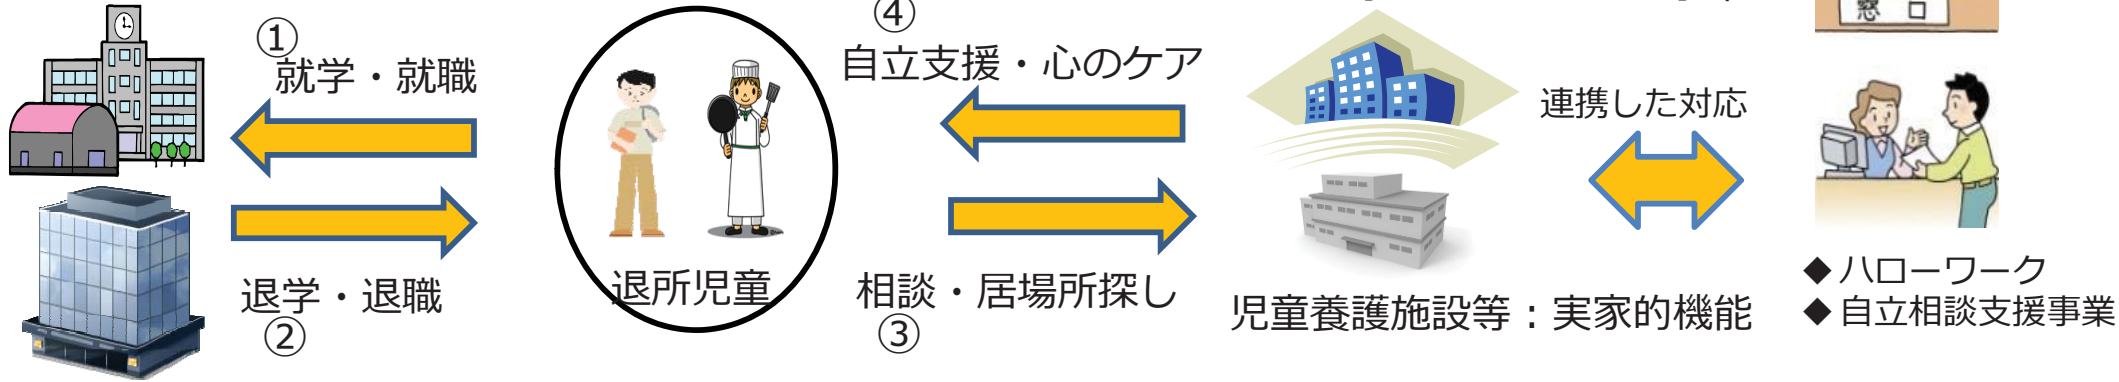 窓口
①
就学・就職
退学・退職
②
退所児童
④
自立支援・心のケア
相談・居場所探し
③
児童養護施設等：実家的機能
連携した対応
◆ ハローワーク
◆ 自立相談支援事業